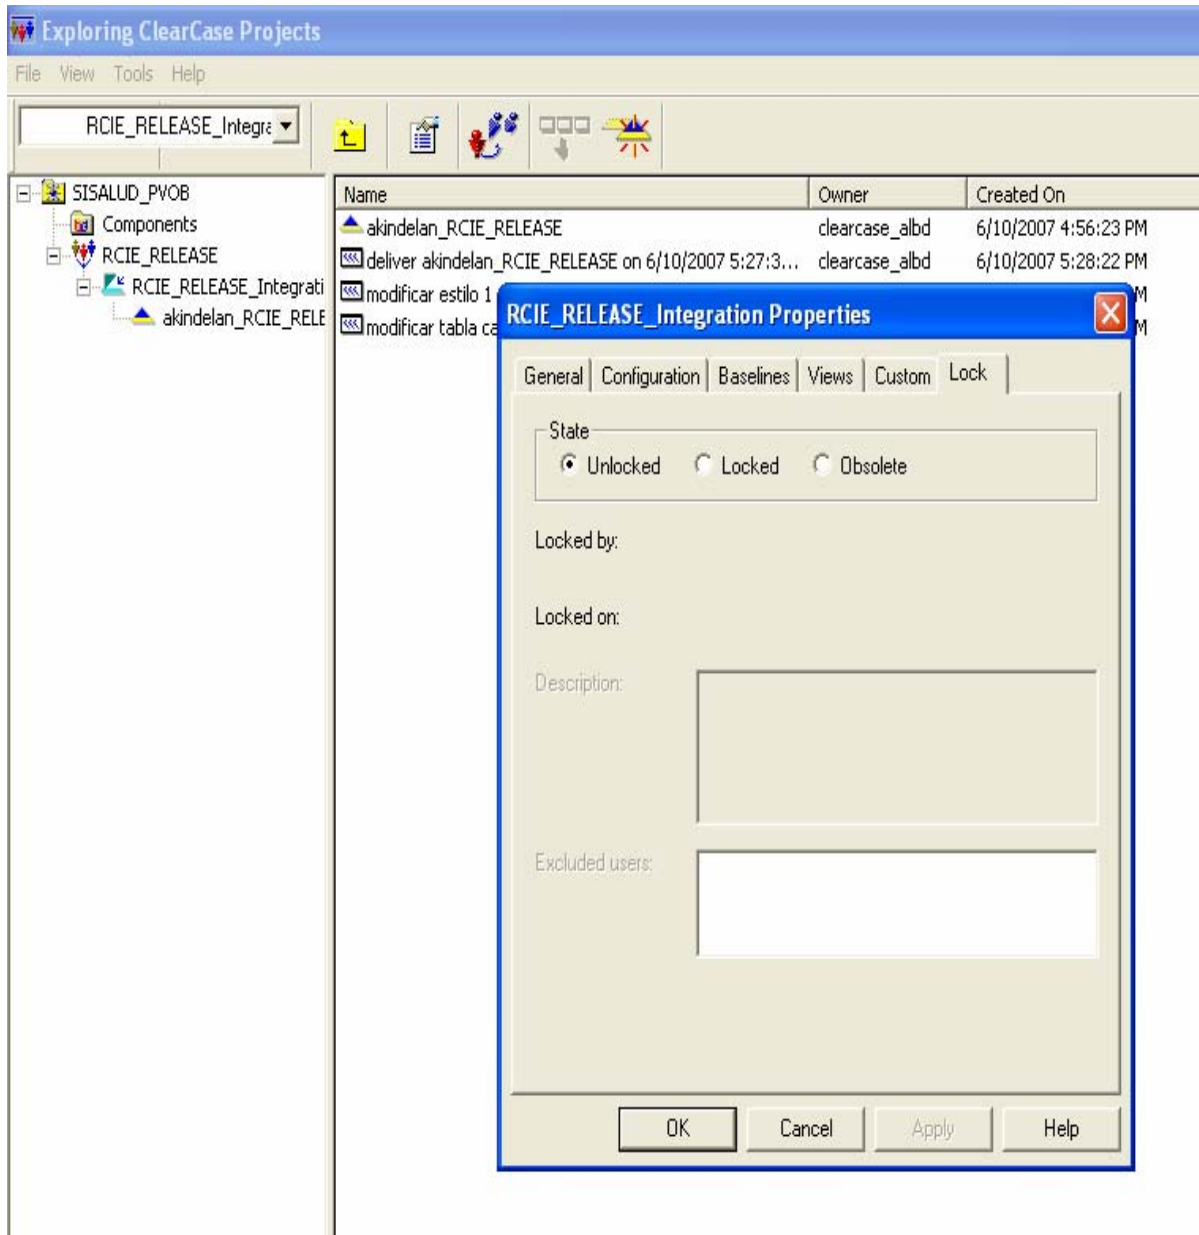 Exploring ClearCase Projects
File View Tools Help
RCIE_RELEASE_Integra
SISALUD_PVOB
Components
RCIE_RELEASE
RCIE_RELEASE_Integrati
akindelan_RCIE_RELE
Name Owner Created On
akindelan_RCIE_RELEASE clearcase_albd 6/10/2007 4:56:23 PM
deliver akindelan_RCIE_RELEASE on 6/10/2007 5:27:3... clearcase_albd 6/10/2007 5:28:22 PM
modificar estilo 1 M
modificar tabla ca M
RCIE_RELEASE_Integration Properties
General Configuration Baselines Views Custom Lock
State
Unlocked Locked Obsolete
Locked by:
Locked on:
Description:
Excluded users:
OK Cancel Apply Help